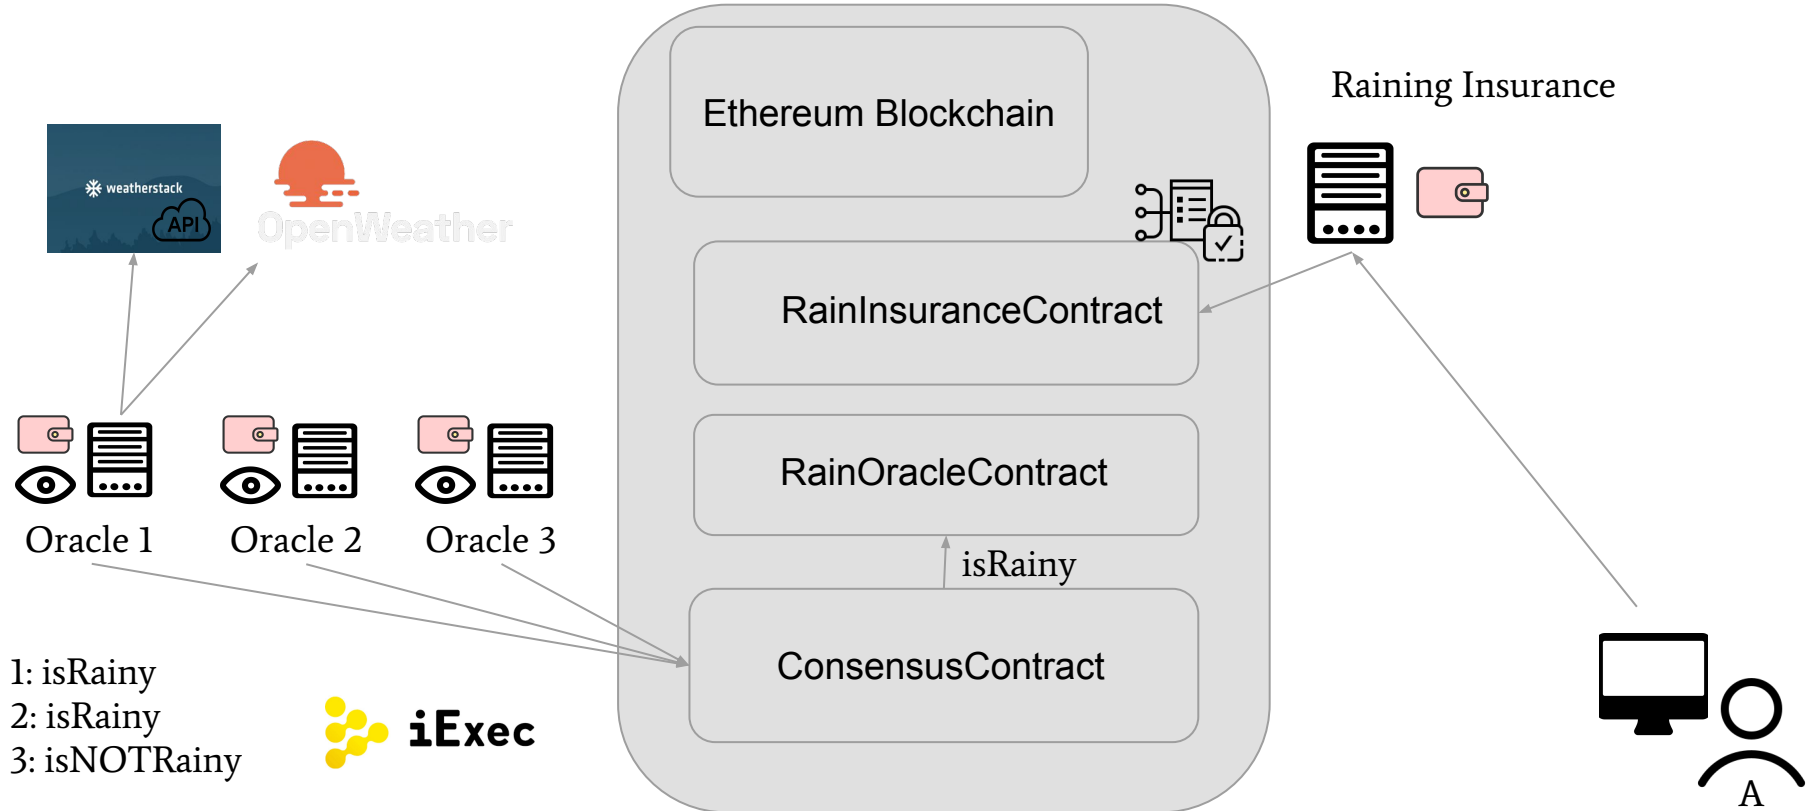 Ethereum Blockchain
Raining Insurance
weatherstack
API
OpenWeather
RainInsuranceContract
RainOracleContract
Oracle 1
Oracle 2
Oracle 3
isRainy
ConsensusContract
1: isRainy
2: isRainy
3: isNOTRainy
iExec
A